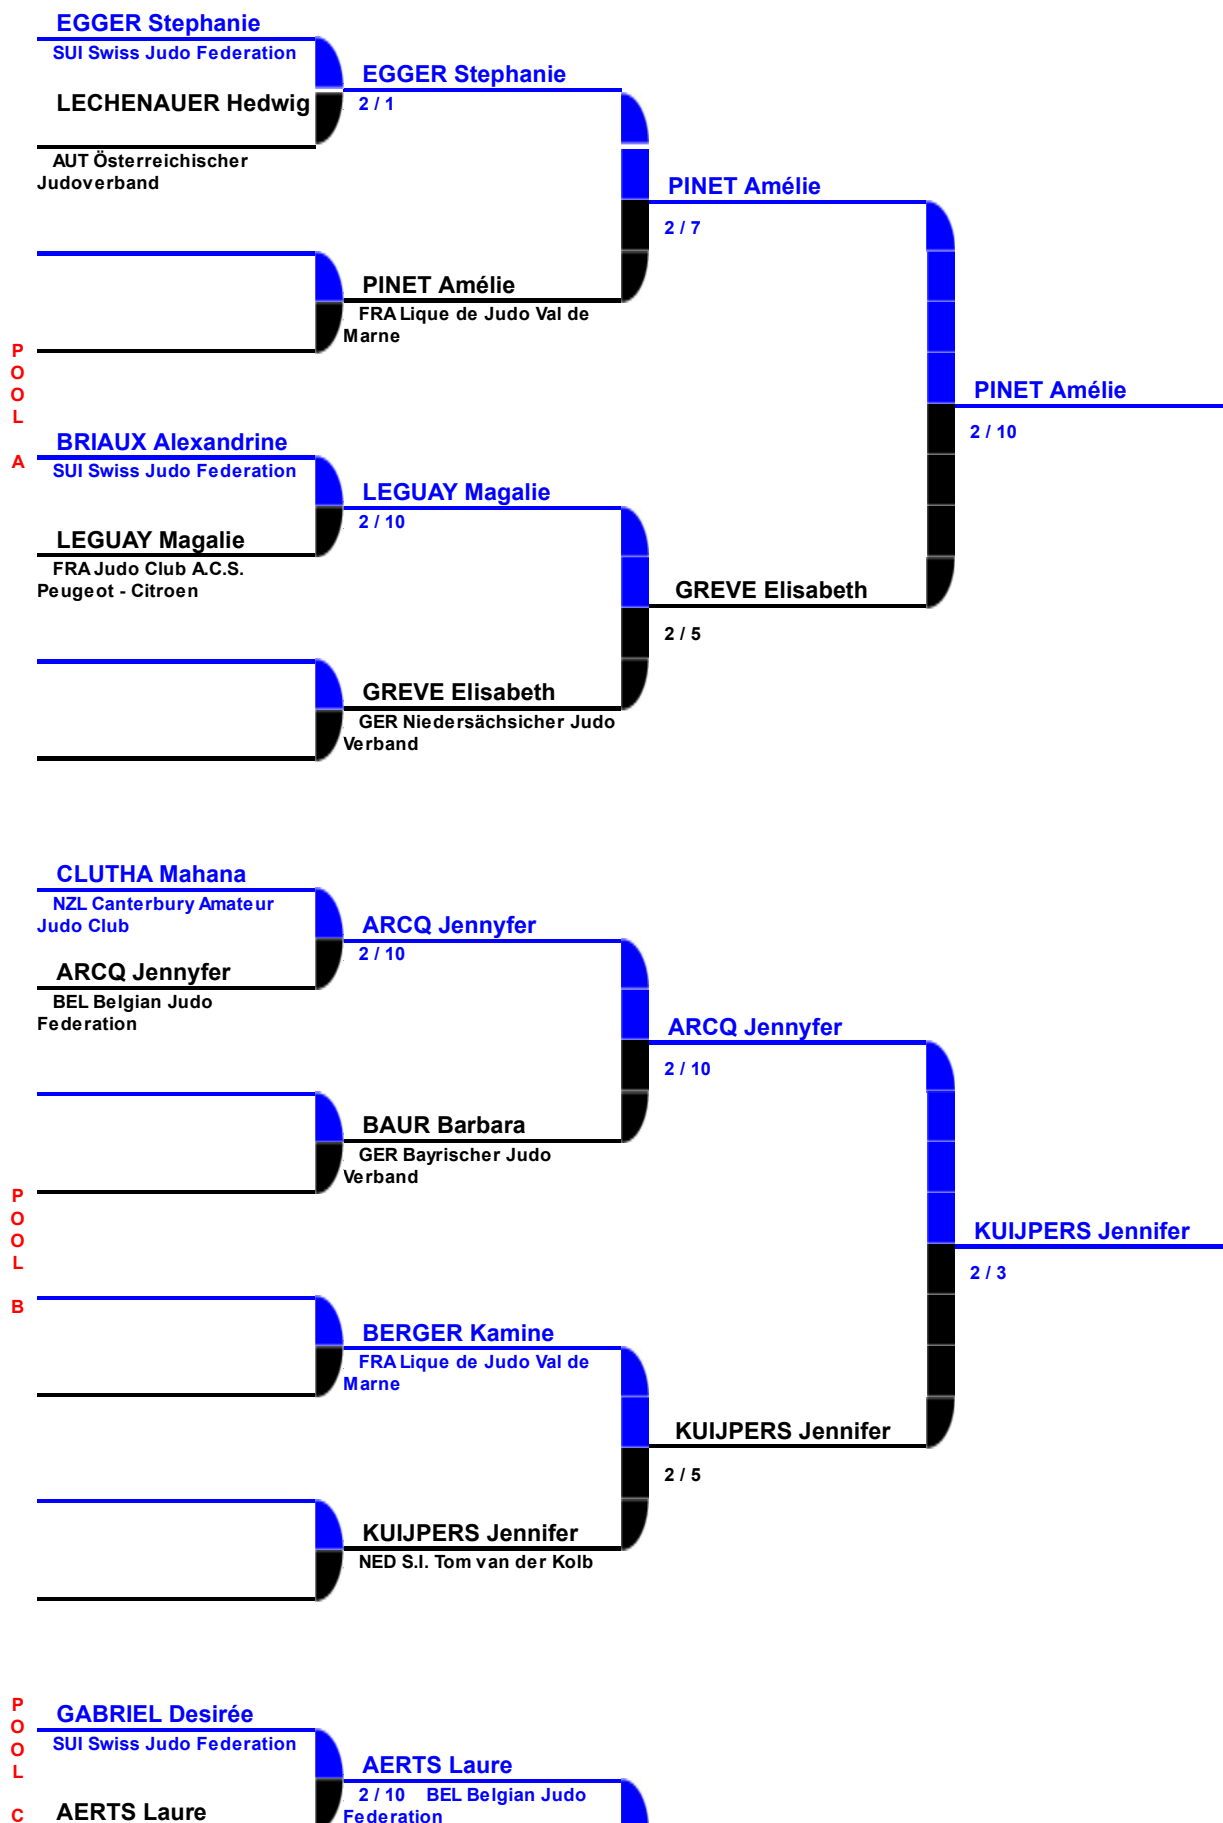 EGGER Stephanie
SUI Swiss Judo Federation
EGGER Stephanie
2 / 1
LECHENAUER Hedwig
AUT Österreichischer
Judoverband
PINET Amélie
2 / 7
PINET Amélie
FRA Lique de Judo Val de
Marne
POOL A
PINET Amélie
2 / 10
BRIAUX Alexandrine
SUI Swiss Judo Federation
LEGUAY Magalie
2 / 10
LEGUAY Magalie
FRA Judo Club A.C.S.
Peugeot - Citroen
GREVE Elisabeth
2 / 5
GREVE Elisabeth
GER Niedersächsicher Judo
Verband
CLUTHA Mahana
NZL Canterbury Amateur
Judo Club
ARCQ Jennyfer
2 / 10
ARCQ Jennyfer
BEL Belgian Judo
Federation
ARCQ Jennyfer
2 / 10
BAUR Barbara
GER Bayrischer Judo
Verband
POOL B
KUIJPERS Jennifer
2 / 3
BERGER Kamine
FRA Lique de Judo Val de
Marne
KUIJPERS Jennifer
2 / 5
KUIJPERS Jennifer
NED S.I. Tom van der Kolb
POOL C
GABRIEL Desirée
SUI Swiss Judo Federation
AERTS Laure
2 / 10 BEL Belgian Judo
Federation
AERTS Laure